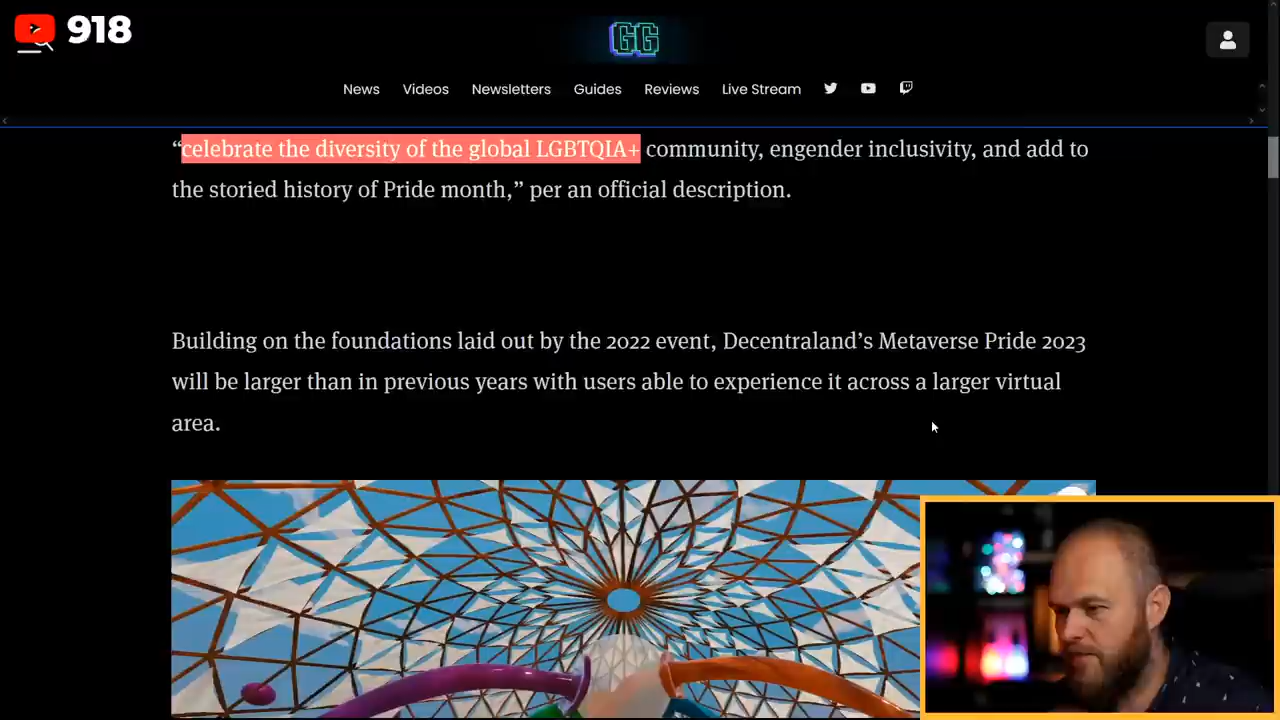 918
GG
News Videos Newsletters Guides Reviews Live Stream
“celebrate the diversity of the global LGBTQIA+ community, engender inclusivity, and add to
the storied history of Pride month,” per an official description.
Building on the foundations laid out by the 2022 event, Decentraland’s Metaverse Pride 2023
will be larger than in previous years with users able to experience it across a larger virtual
area.